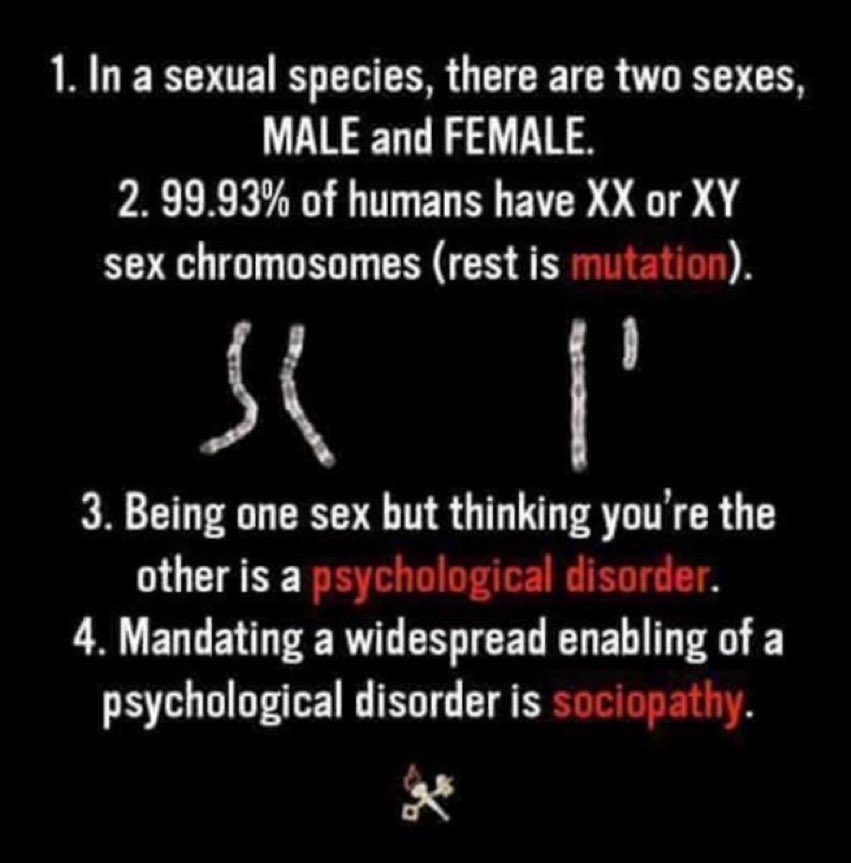 1. In a sexual species, there are two sexes,
MALE and FEMALE.
2. 99.93% of humans have XX or XY
sex chromosomes (rest is mutation).
3. Being one sex but thinking you're the
other is a psychological disorder.
4. Mandating a widespread enabling of a
psychological disorder is sociopathy.